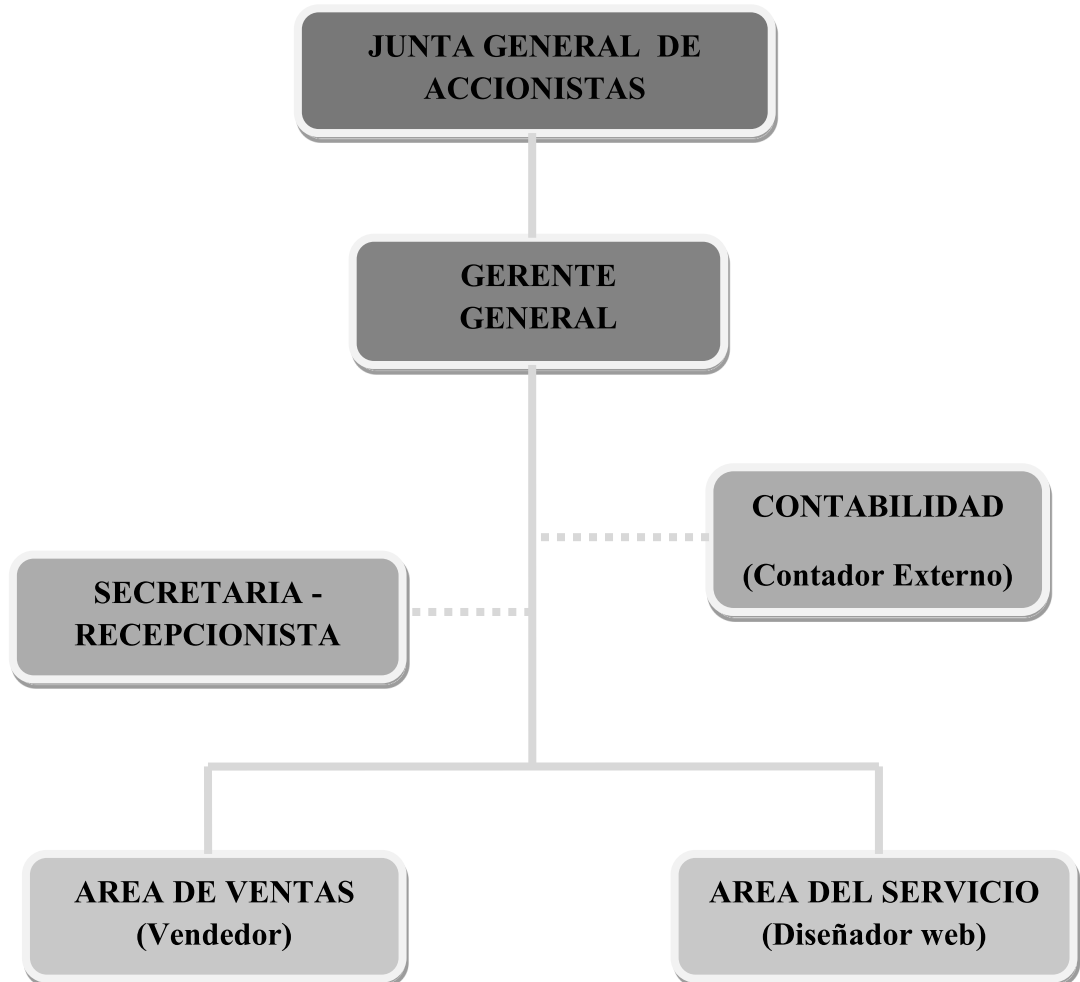 JUNTA GENERAL DE
ACCIONISTAS
GERENTE
GENERAL
CONTABILIDAD
(Contador Externo)
SECRETARIA -
RECEPCIONISTA
AREA DE VENTAS
(Vendedor)
AREA DEL SERVICIO
(Diseñador web)